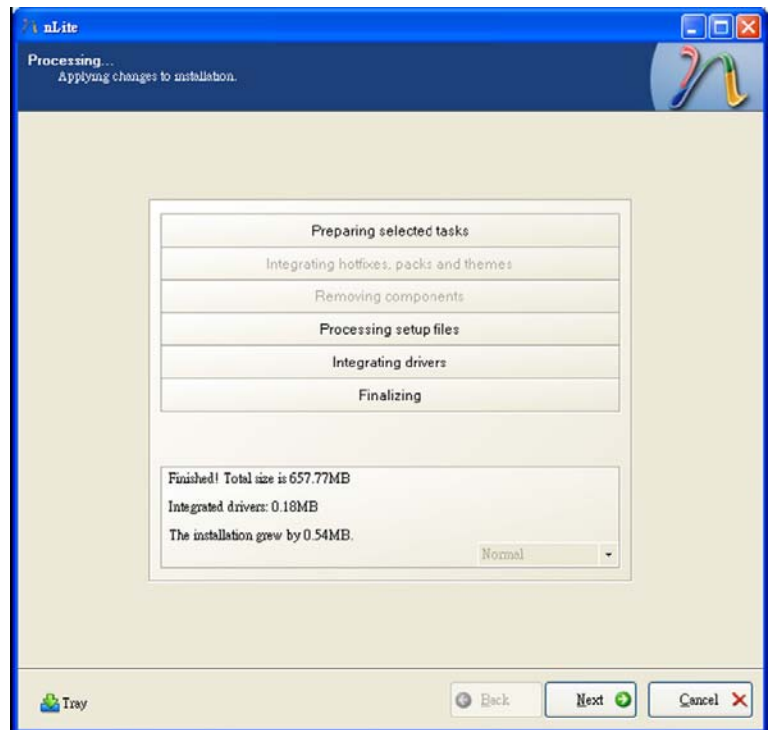 nLite
Processing...
Applying changes to installation.
Preparing selected tasks
Integrating hotfixes, packs and themes
Removing components
Processing setup files
Integrating drivers
Finalizing
Finished! Total size is 657.77MB
Integrated drivers: 0.18MB
The installation grew by 0.54MB.
Normal
Tray
Back
Next
Cancel